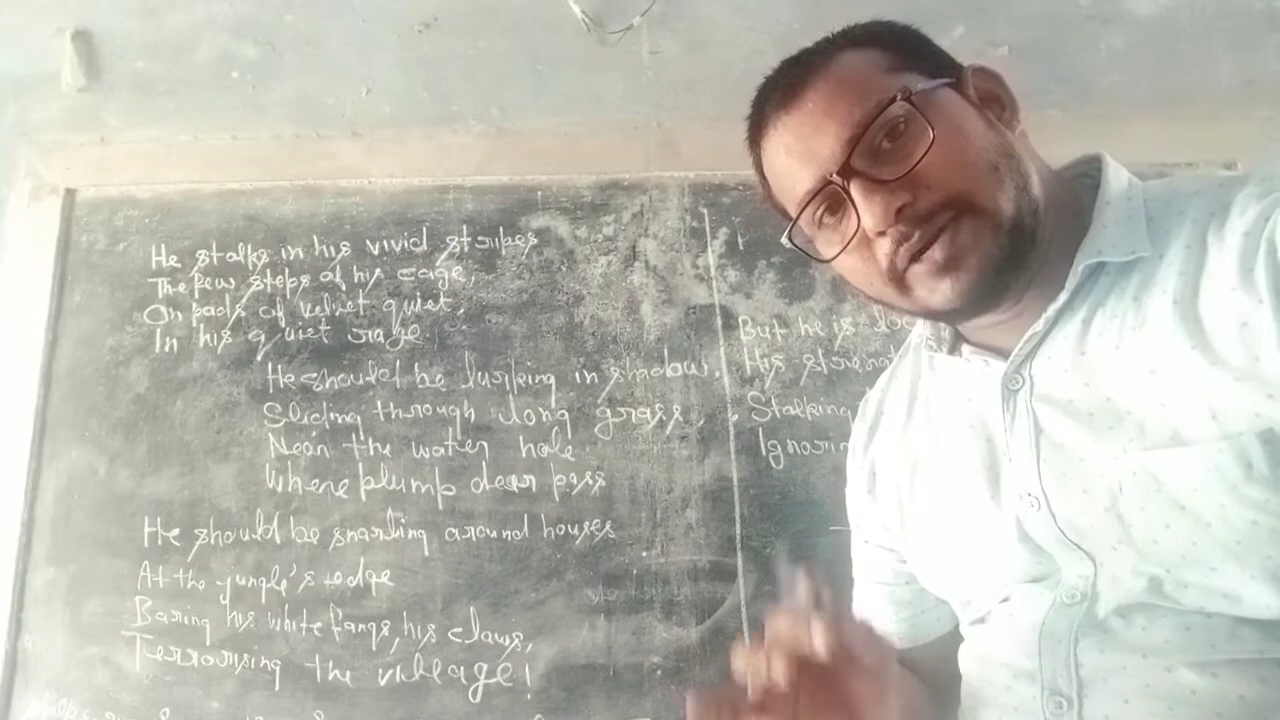 He stalks in his vivid stripes
The few steps of his cage,
On pads of velvet quiet,
In his quiet rage
He should be lurking in shadow,
Sliding through long grass,
Near the water hole
Where plump deer pass
He should be snarling around houses
At the jungle's edge
Baring his white fangs, his claws,
Terrorising the village!
But he is
His
Stalking